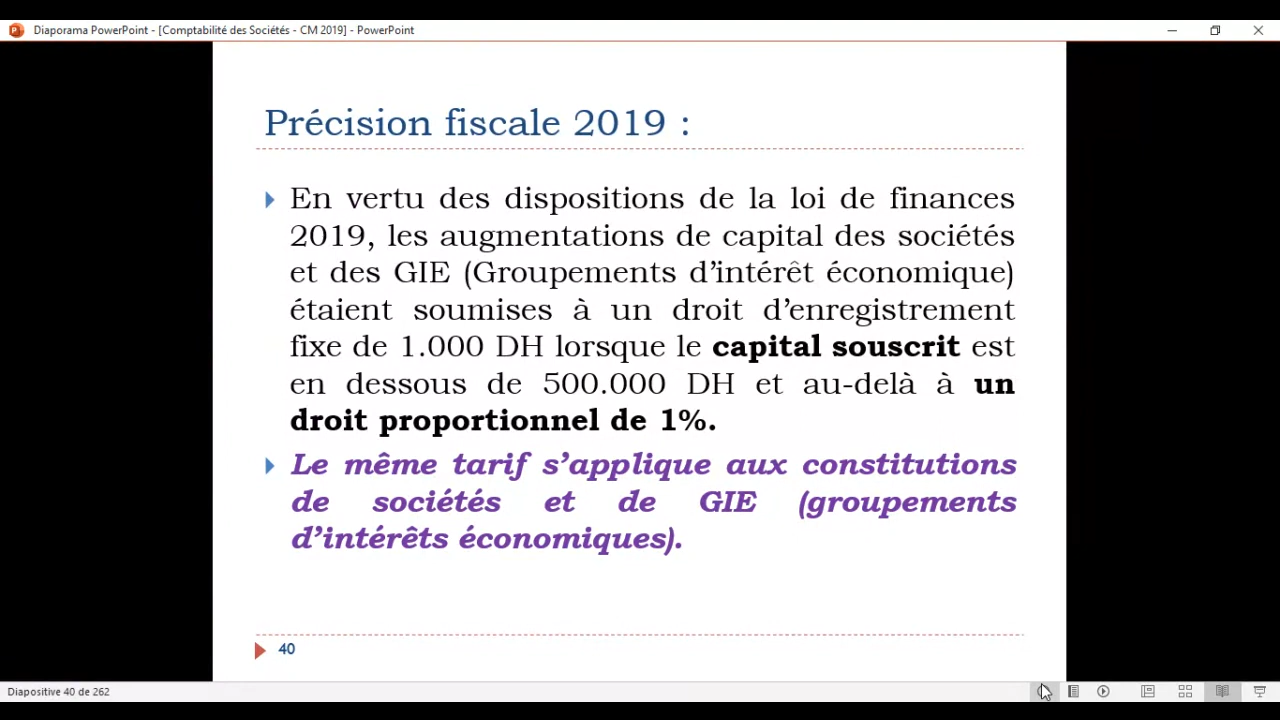 Diaporama PowerPoint - [Comptabilité des Sociétés - CM 2019] - PowerPoint
Précision fiscale 2019 :
En vertu des dispositions de la loi de finances
2019, les augmentations de capital des sociétés
et des GIE (Groupements d'intérêt économique)
étaient soumises à un droit d'enregistrement
fixe de 1.000 DH lorsque le capital souscrit est
en dessous de 500.000 DH et au-delà à un
droit proportionnel de 1%.
Le même tarif s'applique aux constitutions
de sociétés et de GIE (groupements
d'intérêts économiques).
40
Diapositive 40 de 262